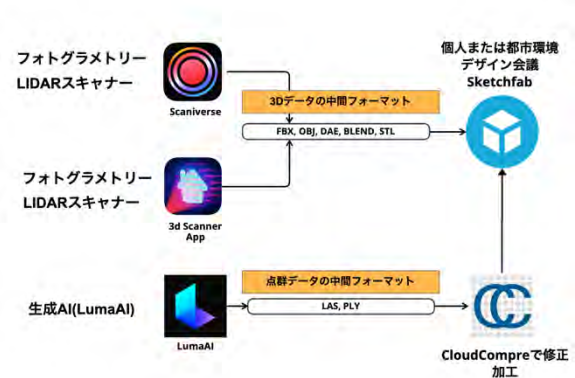 フォトグラメトリー
LIDARスキャナー
Scaniverse
個人または都市環境
デザイン会議
Sketchfab
3Dデータの中間フォーマット
FBX, OBJ, DAE, BLEND, STL
フォトグラメトリー
LIDARスキャナー
3d Scanner
App
生成AI(LumaAI)
LumaAI
点群データの中間フォーマット
LAS, PLY
CloudCompreで修正
加工